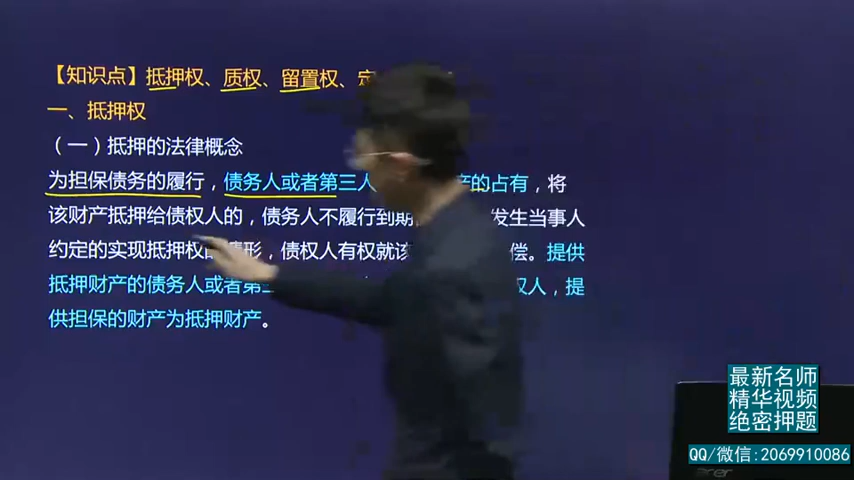 【知识点】抵押权、质权、留置权、定
一、抵押权
（一）抵押的法律概念
为担保债务的履行，债务人或者第三人 产的占有，将
该财产抵押给债权人的，债务人不履行到期 发生当事人
约定的实现抵押权的情形，债权人有权就该 偿。提供
抵押财产的债务人或者第三 权人，提
供担保的财产为抵押财产。
最新名师
精华视频
绝密押题
QQ/微信:2069910086
acer